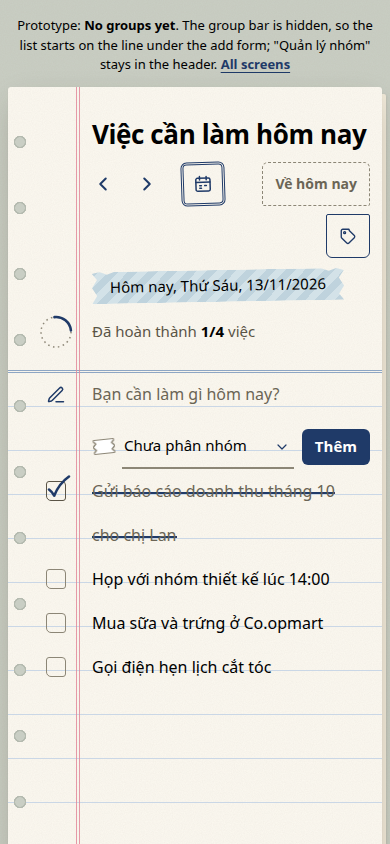 Prototype: No groups yet. The group bar is hidden, so the
list starts on the line under the add form; "Quản lý nhóm"
stays in the header. All screens
Việc cần làm hôm nay
Về hôm nay
Hôm nay, Thứ Sáu, 13/11/2026
Đã hoàn thành 1/4 việc
Bạn cần làm gì hôm nay?
Chưa phân nhóm
Thêm
Gửi báo cáo doanh thu tháng 10
cho chị Lan
Họp với nhóm thiết kế lúc 14:00
Mua sữa và trứng ở Co.opmart
Gọi điện hẹn lịch cắt tóc